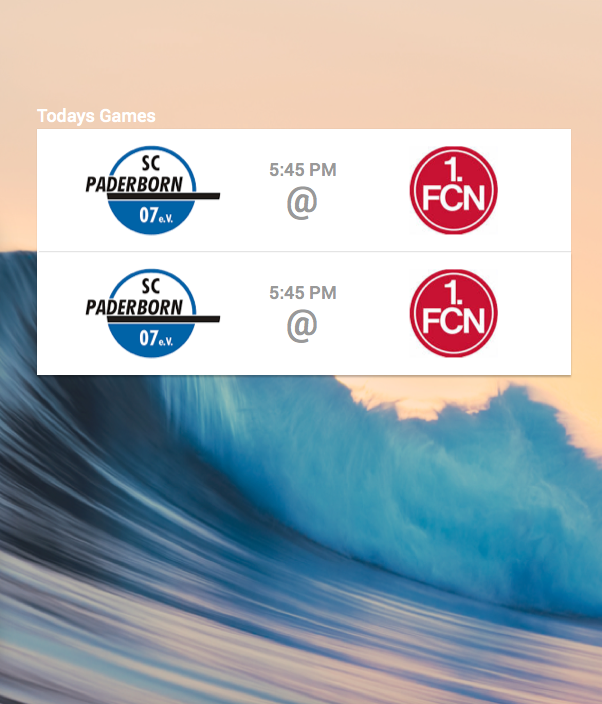 Todays Games
SC
PADERBORN
07 e.V.
5:45 PM
@
1.
FCN
SC
PADERBORN
07 e.V.
5:45 PM
@
1.
FCN